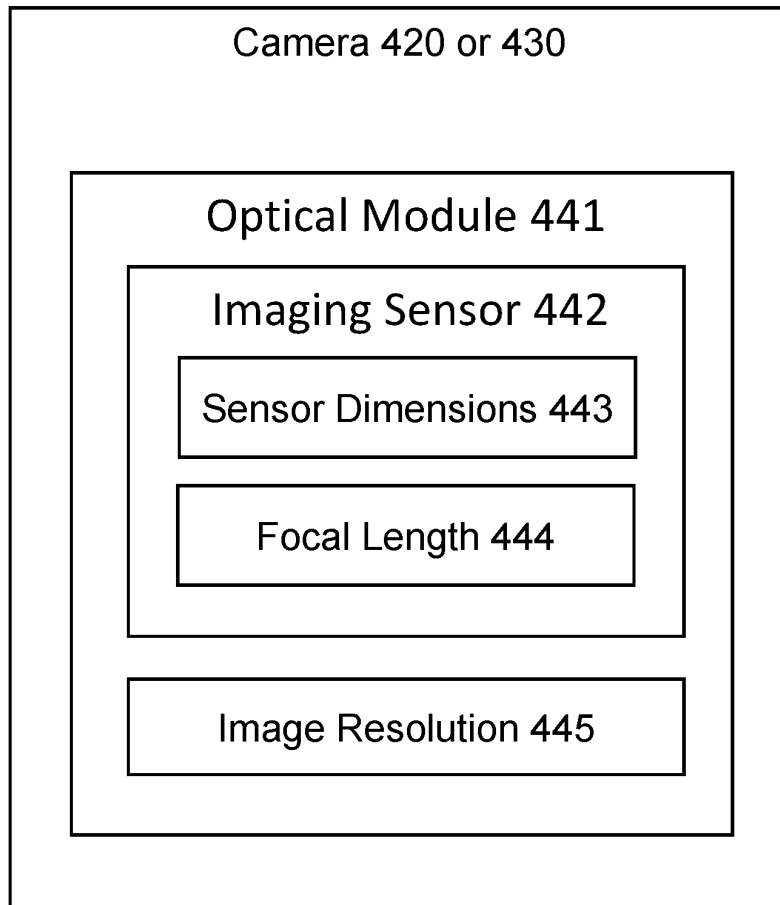 Camera 420 or 430
Optical Module 441
Imaging Sensor 442
Sensor Dimensions 443
Focal Length 444
Image Resolution 445